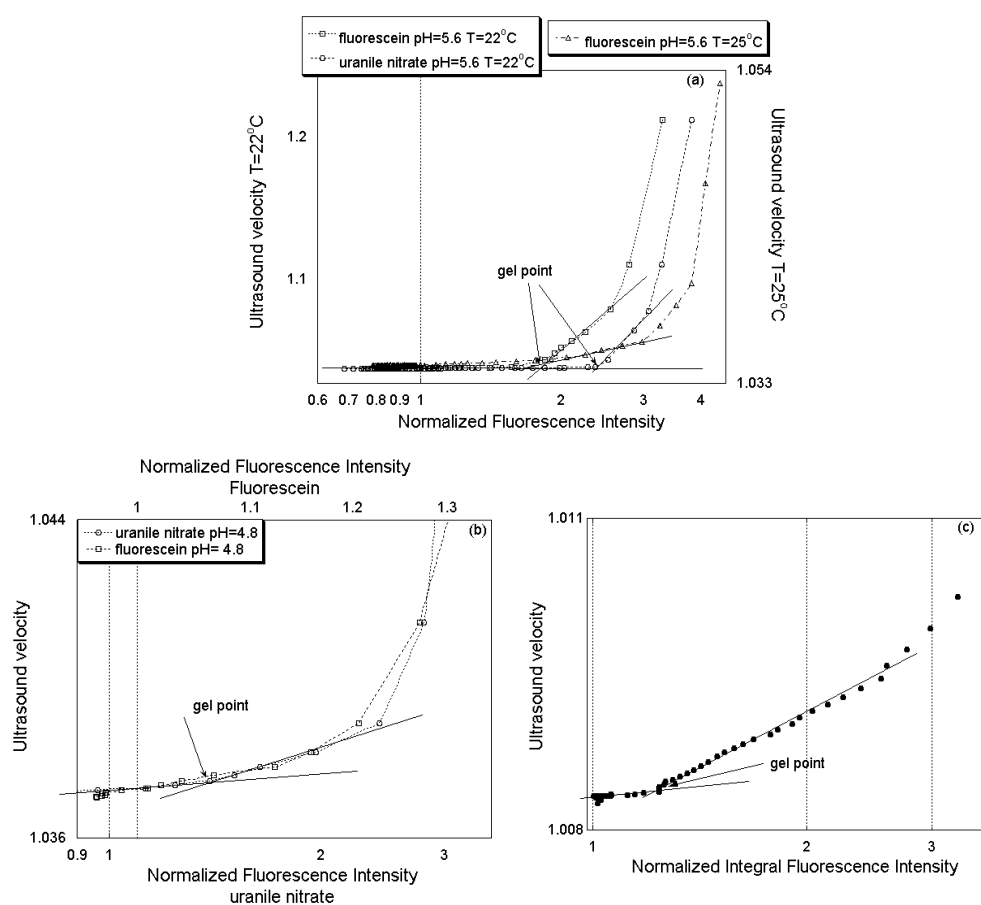 fluorescein pH=5.6 T=22°C
uranile nitrate pH=5.6 T=22°C
fluorescein pH=5.6 T=25°C
(a)
1.054
1.2
1.1
1.033
Ultrasound velocity T=22°C
Ultrasound velocity T=25°C
gel point
0.6 0.7 0.8 0.9 1 2 3 4
Normalized Fluorescence Intensity
Normalized Fluorescence Intensity
Fluorescein
1 1.1 1.2 1.3
1.044
uranile nitrate pH=4.8
fluorescein pH= 4.8
(b)
Ultrasound velocity
gel point
1.036
0.9 1 2 3
Normalized Fluorescence Intensity
uranile nitrate
1.011
(c)
Ultrasound velocity
gel point
1.008
1 2 3
Normalized Integral Fluorescence Intensity